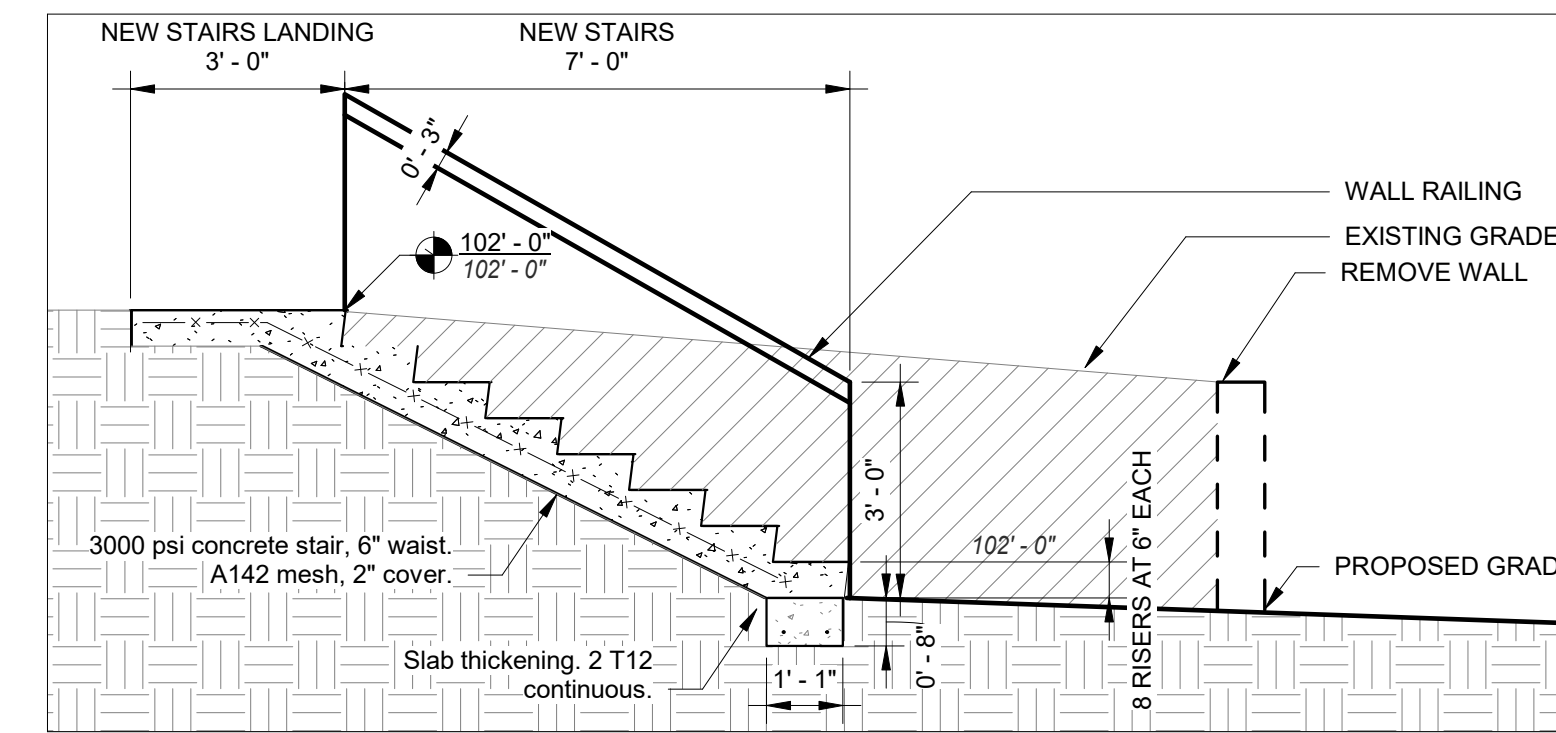 NEW STAIRS LANDING
3' - 0"
NEW STAIRS
7' - 0"
0' - 3"
102' - 0"
102' - 0"
WALL RAILING
EXISTING GRADE
REMOVE WALL
3' - 0"
102' - 0"
8 RISERS AT 6" EACH
3000 psi concrete stair, 6" waist.
A142 mesh, 2" cover.
PROPOSED GRAD
Slab thickening. 2 T12
continuous.
1' - 1"
0' - 8"